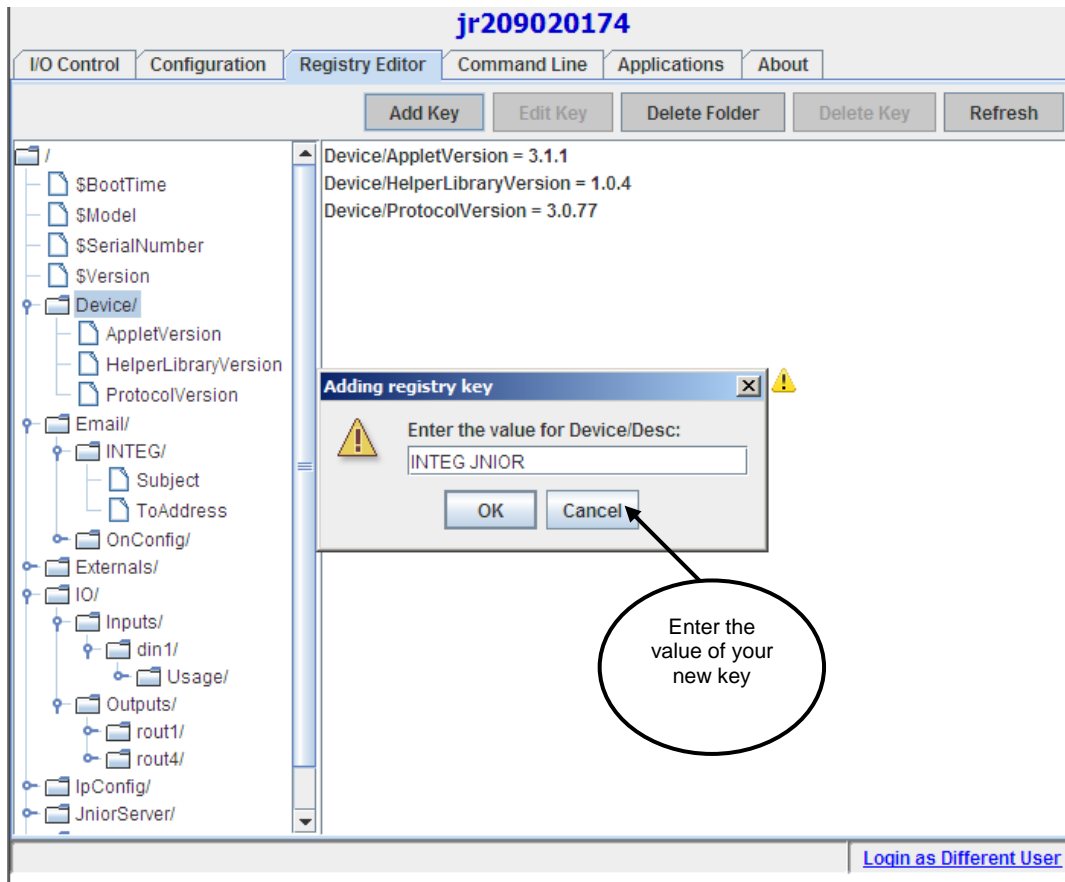 jr209020174
I/O Control Configuration Registry Editor Command Line Applications About
Add Key Edit Key Delete Folder Delete Key Refresh
/
$BootTime
$Model
$SerialNumber
$Version
Device/
AppletVersion
HelperLibraryVersion
ProtocolVersion
Email/
INTEG/
Subject
ToAddress
OnConfig/
Externals/
IO/
Inputs/
din1/
Usage/
Outputs/
rout1/
rout4/
IpConfig/
JniorServer/
Device/AppletVersion = 3.1.1
Device/HelperLibraryVersion = 1.0.4
Device/ProtocolVersion = 3.0.77
Adding registry key
Enter the value for Device/Desc:
INTEG JNIOR
OK Cancel
Enter the
value of your
new key
Login as Different User